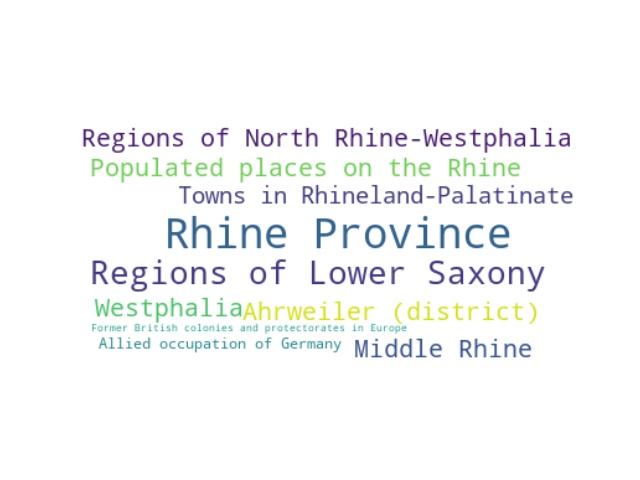 Regions of North Rhine-Westphalia
Populated places on the Rhine
Towns in Rhineland-Palatinate
Rhine Province
Regions of Lower Saxony
Westphalia
Ahrweiler (district)
Former British colonies and protectorates in Europe
Allied occupation of Germany
Middle Rhine